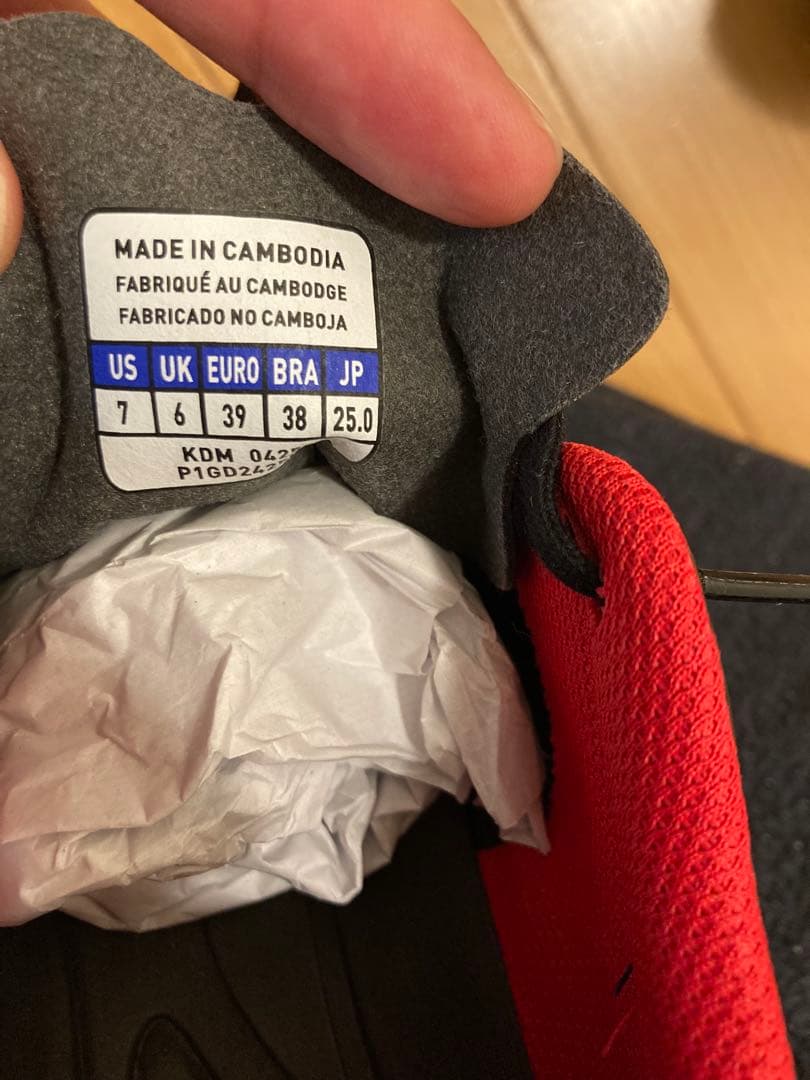 MADE IN CAMBODIA
FABRIQUÉ AU CAMBODGE
FABRICADO NO CAMBOJA
US UK EURO BRA JP
7 6 39 38 25.0
KDM